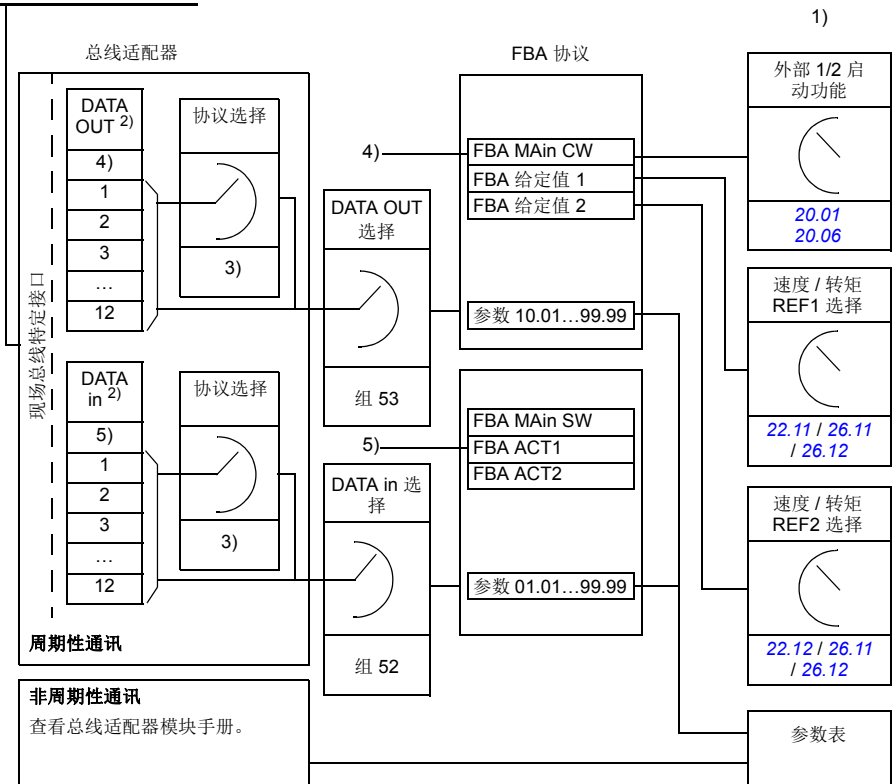 1)
总线适配器
FBA 协议
外部 1/2 启
动功能
20.01
20.06
DATA
OUT 2)
4)
1
2
3
…
12
协议选择
3)
现场总线特定接口
4)
DATA OUT
选择
组 53
FBA MAin CW
FBA 给定值 1
FBA 给定值 2
参数 10.01…99.99
速度 / 转矩
REF1 选择
22.11 / 26.11
/ 26.12
DATA
in 2)
5)
1
2
3
…
12
协议选择
3)
5)
DATA in 选
择
组 52
FBA MAin SW
FBA ACT1
FBA ACT2
参数 01.01…99.99
速度 / 转矩
REF2 选择
22.12 / 26.11
/ 26.12
周期性通讯
非周期性通讯
查看总线适配器模块手册。
参数表